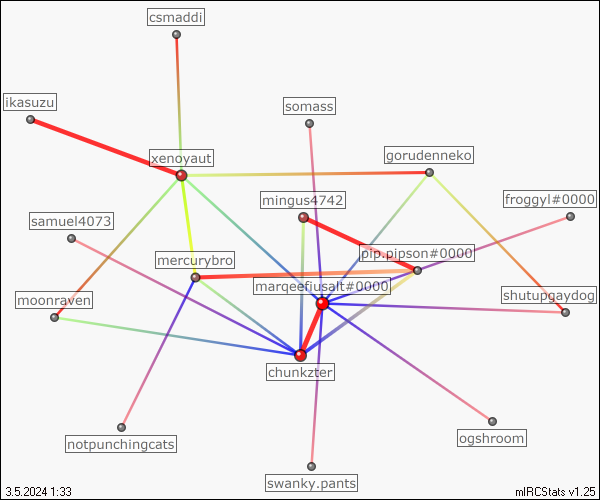 csmaddi
ikasuzu
somass
xenoyaut
gorudenneko
mingus4742
froggyl#0000
samuel4073
pip.pipson#0000
mercurybro
marqeefiusalt#0000
moonraven
shutupgaydog
chunkzter
notpunchingcats
ogshroom
swanky.pants
3.5.2024 1:33
mIRCStats v1.25